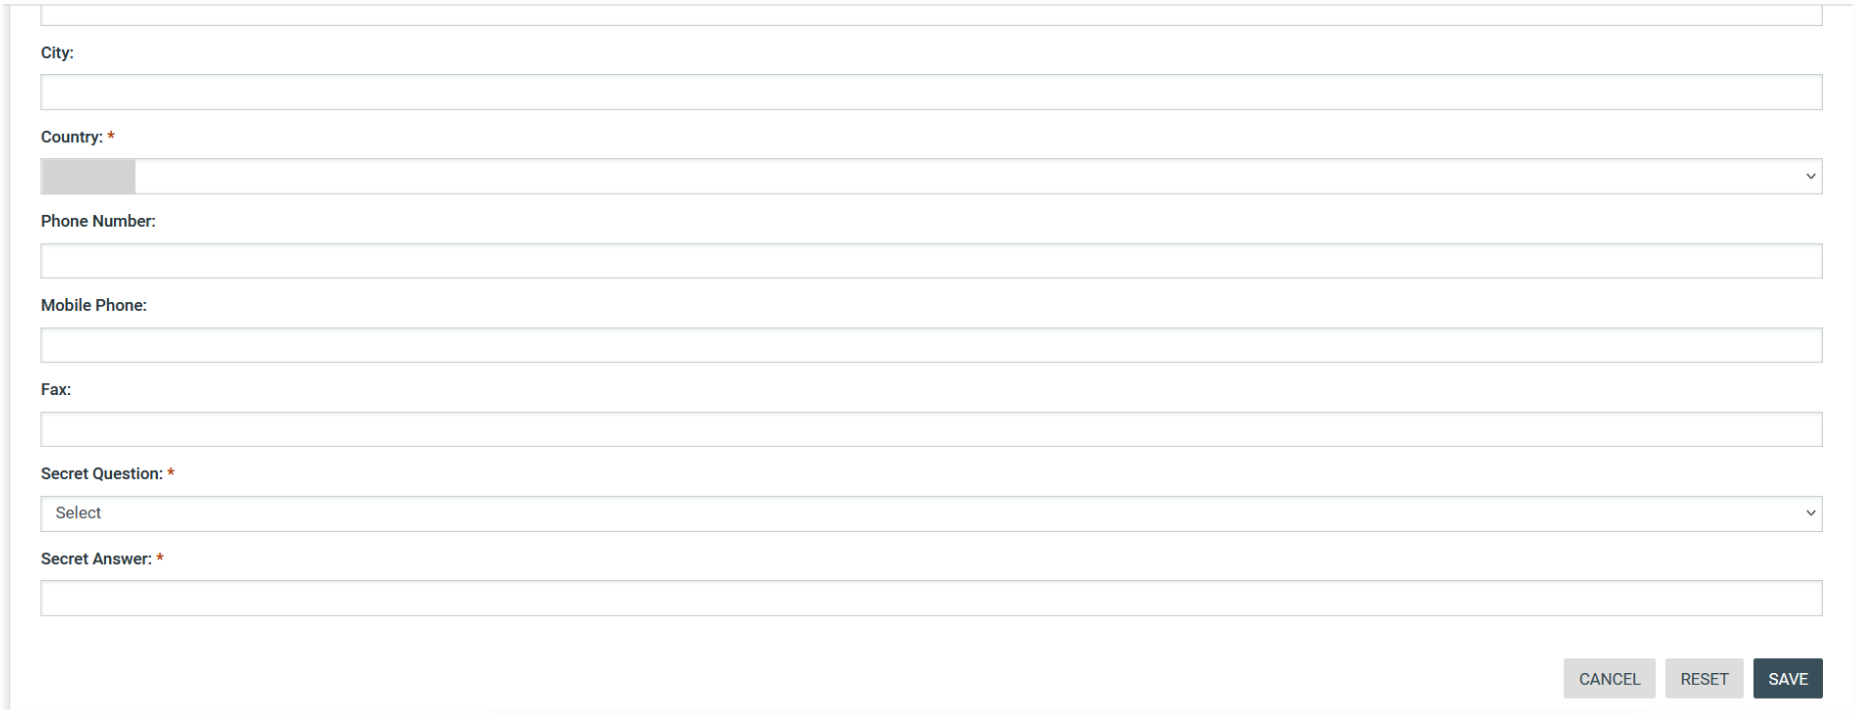 City:
Country: *
Phone Number:
Mobile Phone:
Fax:
Secret Question: *
Select
Secret Answer: *
CANCEL RESET SAVE